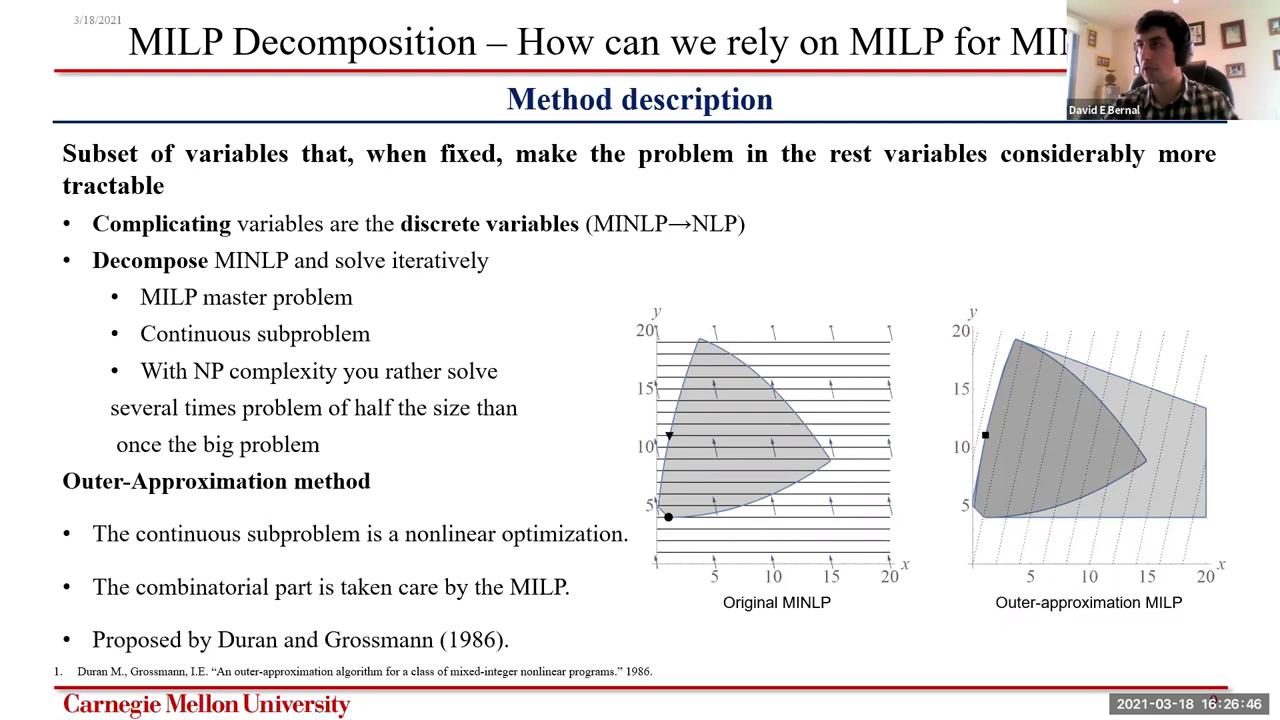 3/18/2021
MILP Decomposition – How can we rely on MILP for
David E Bernal
Method description
Subset of variables that, when fixed, make the problem in the rest variables considerably more
tractable
• Complicating variables are the discrete variables (MINLP→NLP)
• Decompose MINLP and solve iteratively
• MILP master problem
• Continuous subproblem
• With NP complexity you rather solve
several times problem of half the size than
once the big problem
Outer-Approximation method
• The continuous subproblem is a nonlinear optimization.
• The combinatorial part is taken care by the MILP.
• Proposed by Duran and Grossmann (1986).
y
20
15
10
5
5 10 15 20 x
Original MINLP
y
20
15
10
5
5 10 15 20 x
Outer-approximation MILP
1. Duran M., Grossmann, I.E. “An outer-approximation algorithm for a class of mixed-integer nonlinear programs.” 1986.
Carnegie Mellon University
2021-03-18 16:26:46